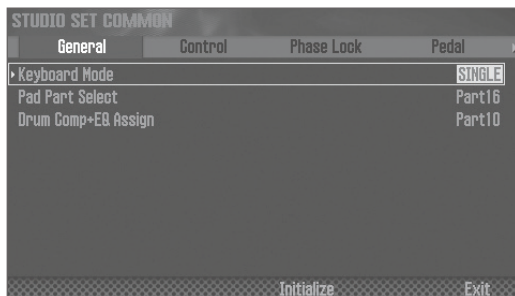 STUDIO SET COMMON
General Control Phase Lock Pedal
Keyboard Mode SINGLE
Pad Part Select Part16
Drum Comp+EQ Assign Part10
Initialize Exit